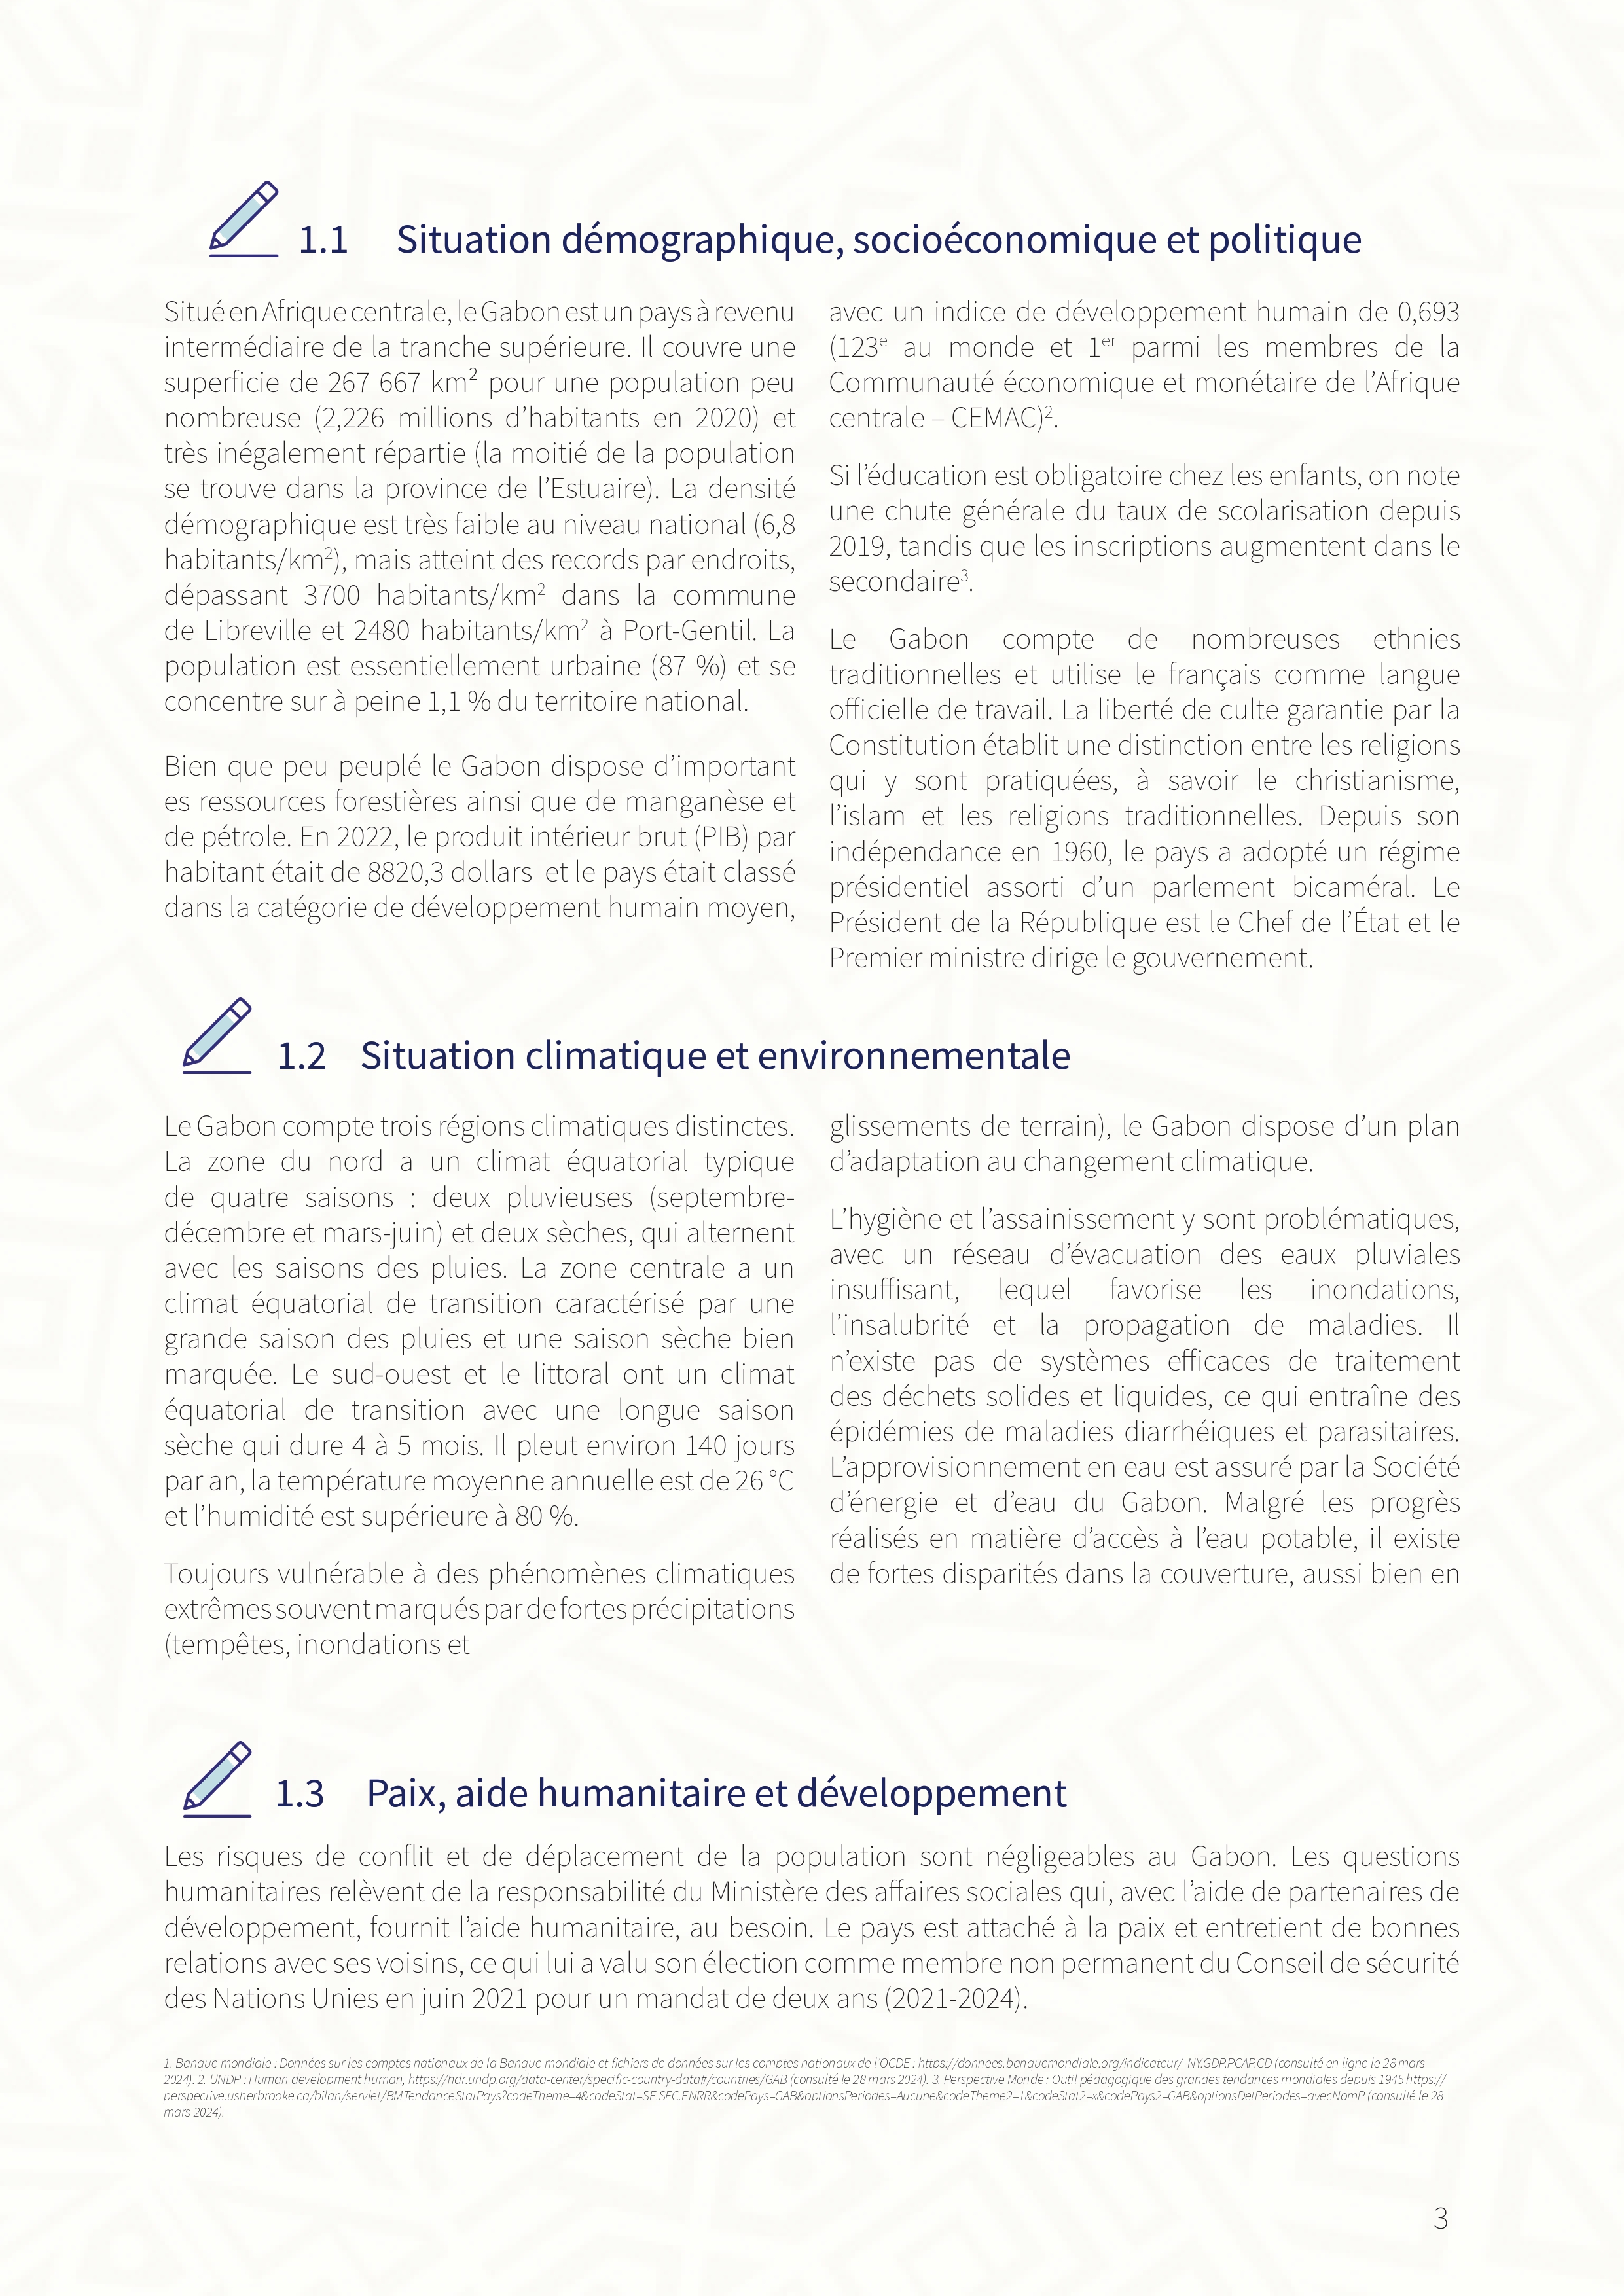 1.1 Situation démographique, socioéconomique et politique
Situé en Afrique centrale, le Gabon est un pays à revenu
intermédiaire de la tranche supérieure. Il couvre une
superficie de 267 667 km² pour une population peu
nombreuse (2,226 millions d’habitants en 2020) et
très inégalement répartie (la moitié de la population
se trouve dans la province de l’Estuaire). La densité
démographique est très faible au niveau national (6,8
habitants/km²), mais atteint des records par endroits,
dépassant 3700 habitants/km² dans la commune
de Libreville et 2480 habitants/km² à Port-Gentil. La
population est essentiellement urbaine (87 %) et se
concentre sur à peine 1,1 % du territoire national.
Bien que peu peuplé le Gabon dispose d’important
es ressources forestières ainsi que de manganèse et
de pétrole. En 2022, le produit intérieur brut (PIB) par
habitant était de 8820,3 dollars et le pays était classé
dans la catégorie de développement humain moyen,
avec un indice de développement humain de 0,693
(123ᵉ au monde et 1ᵉʳ parmi les membres de la
Communauté économique et monétaire de l’Afrique
centrale – CEMAC)².
Si l’éducation est obligatoire chez les enfants, on note
une chute générale du taux de scolarisation depuis
2019, tandis que les inscriptions augmentent dans le
secondaire³.
Le Gabon compte de nombreuses ethnies
traditionnelles et utilise le français comme langue
officielle de travail. La liberté de culte garantie par la
Constitution établit une distinction entre les religions
qui y sont pratiquées, à savoir le christianisme,
l’islam et les religions traditionnelles. Depuis son
indépendance en 1960, le pays a adopté un régime
présidentiel assorti d’un parlement bicaméral. Le
Président de la République est le Chef de l’État et le
Premier ministre dirige le gouvernement.
1.2 Situation climatique et environnementale
Le Gabon compte trois régions climatiques distinctes.
La zone du nord a un climat équatorial typique
de quatre saisons : deux pluvieuses (septembre-
décembre et mars-juin) et deux sèches, qui alternent
avec les saisons des pluies. La zone centrale a un
climat équatorial de transition caractérisé par une
grande saison des pluies et une saison sèche bien
marquée. Le sud-ouest et le littoral ont un climat
équatorial de transition avec une longue saison
sèche qui dure 4 à 5 mois. Il pleut environ 140 jours
par an, la température moyenne annuelle est de 26 °C
et l’humidité est supérieure à 80 %.
Toujours vulnérable à des phénomènes climatiques
extrêmes souvent marqués par de fortes précipitations
(tempêtes, inondations et
glissements de terrain), le Gabon dispose d’un plan
d’adaptation au changement climatique.
L’hygiène et l’assainissement y sont problématiques,
avec un réseau d’évacuation des eaux pluviales
insuffisant, lequel favorise les inondations,
l’insalubrité et la propagation de maladies. Il
n’existe pas de systèmes efficaces de traitement
des déchets solides et liquides, ce qui entraîne des
épidémies de maladies diarrhéiques et parasitaires.
L’approvisionnement en eau est assuré par la Société
d’énergie et d’eau du Gabon. Malgré les progrès
réalisés en matière d’accès à l’eau potable, il existe
de fortes disparités dans la couverture, aussi bien en
1.3 Paix, aide humanitaire et développement
Les risques de conflit et de déplacement de la population sont négligeables au Gabon. Les questions
humanitaires relèvent de la responsabilité du Ministère des affaires sociales qui, avec l’aide de partenaires de
développement, fournit l’aide humanitaire, au besoin. Le pays est attaché à la paix et entretient de bonnes
relations avec ses voisins, ce qui lui a valu son élection comme membre non permanent du Conseil de sécurité
des Nations Unies en juin 2021 pour un mandat de deux ans (2021-2024).
1. Banque mondiale : Données sur les comptes nationaux de la Banque mondiale et fichiers de données sur les comptes nationaux de l’OCDE : https://donnees.banquemondiale.org/indicateur/ NY.GDP.PCAP.CD (consulté en ligne le 28 mars
2024). 2. UNDP : Human development human, https://hdr.undp.org/data-center/specific-country-data#/countries/GAB (consulté le 28 mars 2024). 3. Perspective Monde : Outil pédagogique des grandes tendances mondiales depuis 1945 https://
perspective.usherbrooke.ca/bilan/servlet/BMTendanceStatPays?codeTheme=4&codeStat=SE.SEC.ENRR&codePays=GAB&optionsPeriodes=Aucune&codeTheme2=1&codeStat2=x&codePays2=GAB&optionsDetPeriodes=avecNomP (consulté le 28
mars 2024).
3